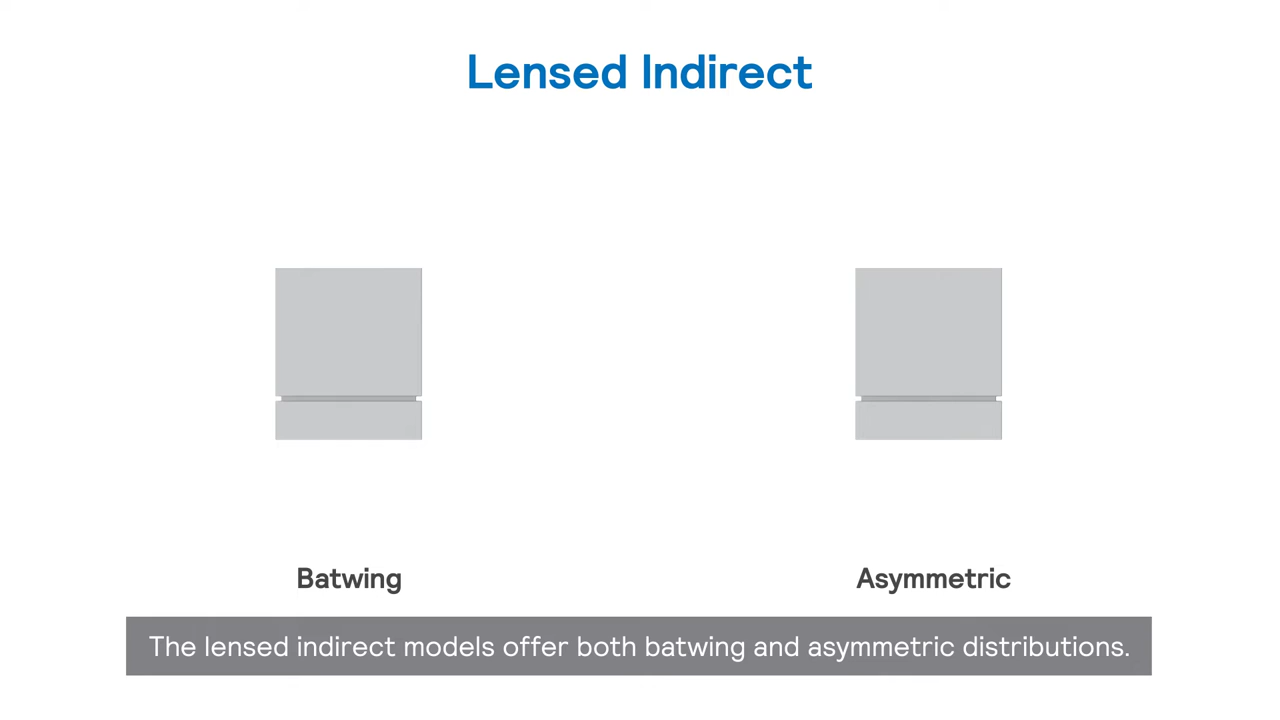 Lensed Indirect
Batwing
Asymmetric
The lensed indirect models offer both batwing and asymmetric distributions.